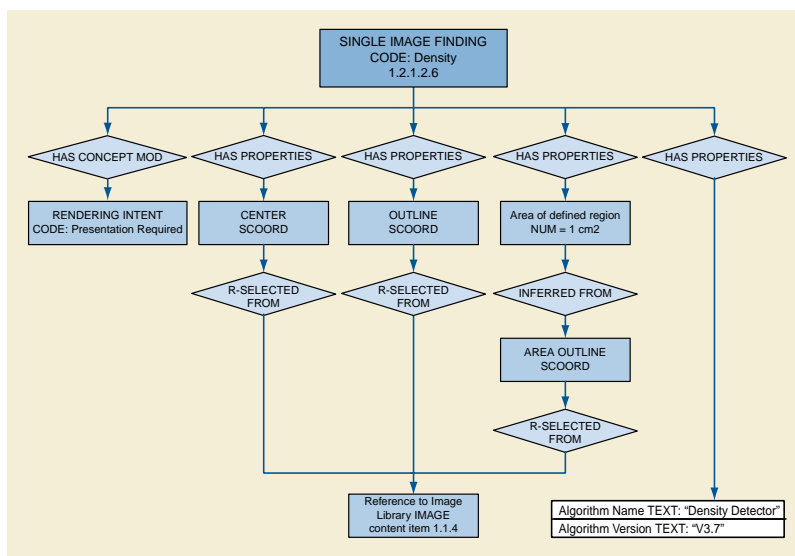 SINGLE IMAGE FINDING
CODE: Density
1.2.1.2.6
HAS CONCEPT MOD
HAS PROPERTIES
HAS PROPERTIES
HAS PROPERTIES
HAS PROPERTIES
RENDERING INTENT
CODE: Presentation Required
CENTER
SCOORD
OUTLINE
SCOORD
Area of defined region
NUM = 1 cm2
R-SELECTED
FROM
R-SELECTED
FROM
INFERRED FROM
AREA OUTLINE
SCOORD
R-SELECTED
FROM
Reference to Image
Library IMAGE
content item 1.1.4
Algorithm Name TEXT: “Density Detector”
Algorithm Version TEXT: “V3.7”